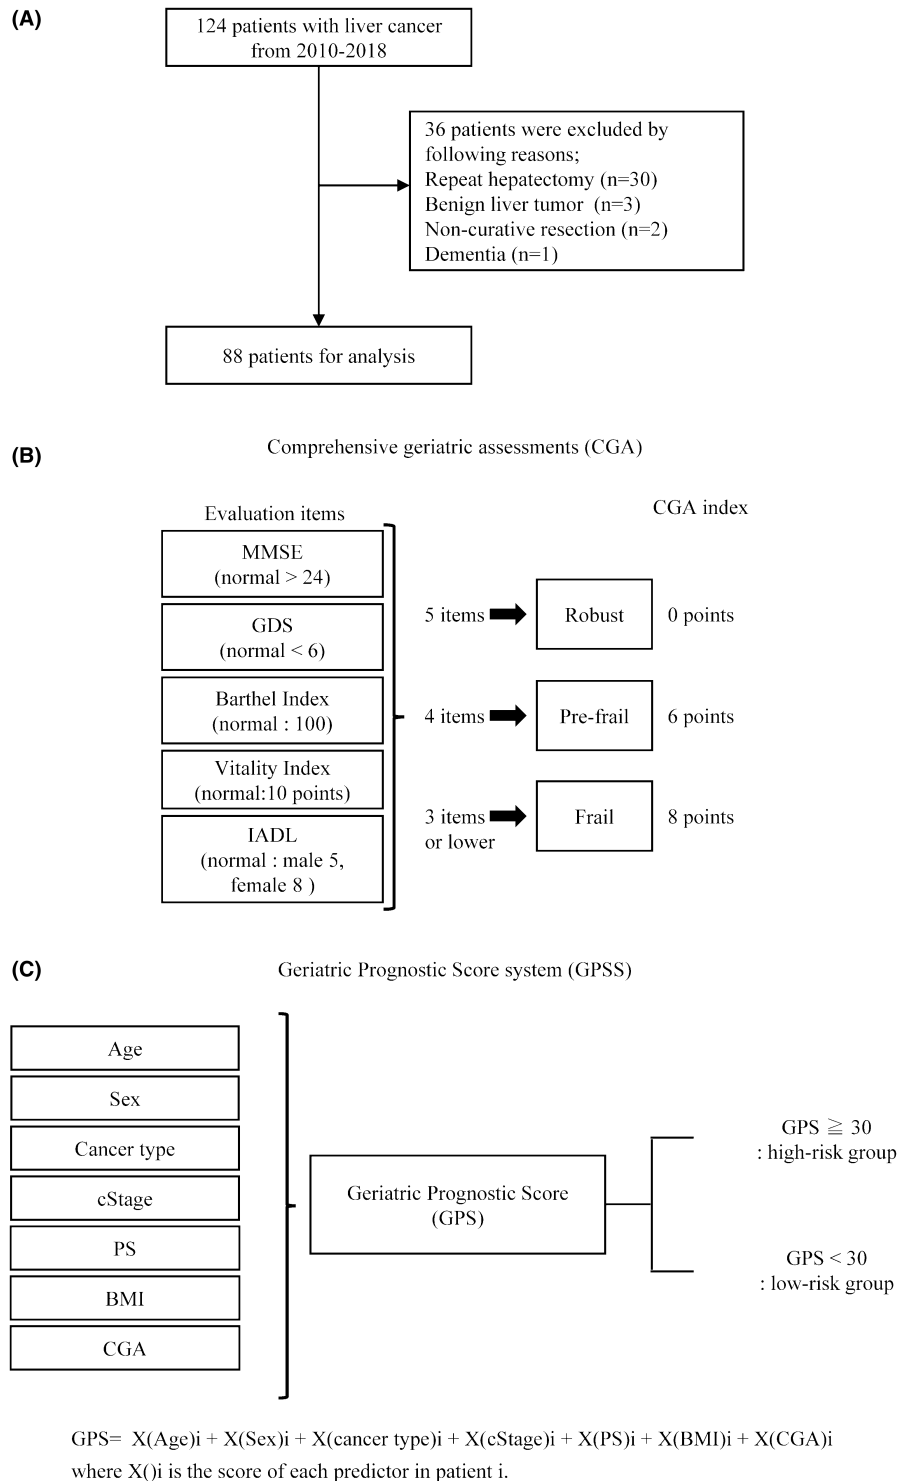 (A)
124 patients with liver cancer
from 2010-2018
36 patients were excluded by
following reasons;
Repeat hepatectomy (n=30)
Benign liver tumor (n=3)
Non-curative resection (n=2)
Dementia (n=1)
88 patients for analysis
(B)
Comprehensive geriatric assessments (CGA)
Evaluation items
CGA index
MMSE
(normal > 24)
GDS
(normal < 6)
Barthel Index
(normal : 100)
Vitality Index
(normal:10 points)
IADL
(normal : male 5,
female 8 )
5 items
Robust
0 points
4 items
Pre-frail
6 points
3 items
or lower
Frail
8 points
(C)
Geriatric Prognostic Score system (GPSS)
Age
Sex
Cancer type
cStage
PS
BMI
CGA
Geriatric Prognostic Score
(GPS)
GPS ≧ 30
: high-risk group
GPS < 30
: low-risk group
GPS= X(Age)i + X(Sex)i + X(cancer type)i + X(cStage)i + X(PS)i + X(BMI)i + X(CGA)i
where X()i is the score of each predictor in patient i.